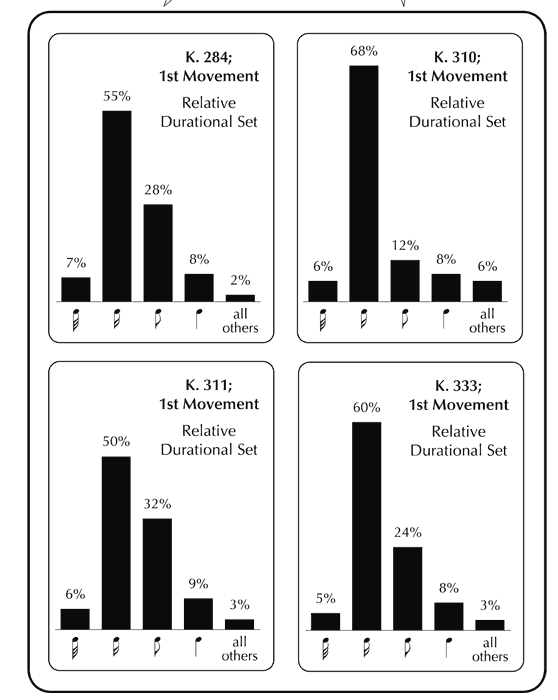 K. 284;
1st Movement
Relative
Durational Set
7%
55%
28%
8%
2%
all
others
K. 310;
1st Movement
Relative
Durational Set
6%
68%
12%
8%
6%
all
others
K. 311;
1st Movement
Relative
Durational Set
6%
50%
32%
9%
3%
all
others
K. 333;
1st Movement
Relative
Durational Set
5%
60%
24%
8%
3%
all
others